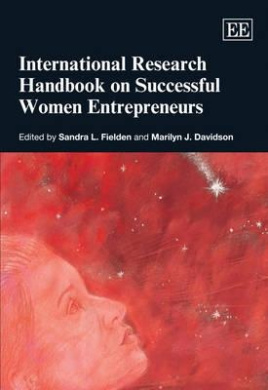 EE
International Research
Handbook on Successful
Women Entrepreneurs
Edited by Sandra L. Fielden and Marilyn J. Davidson